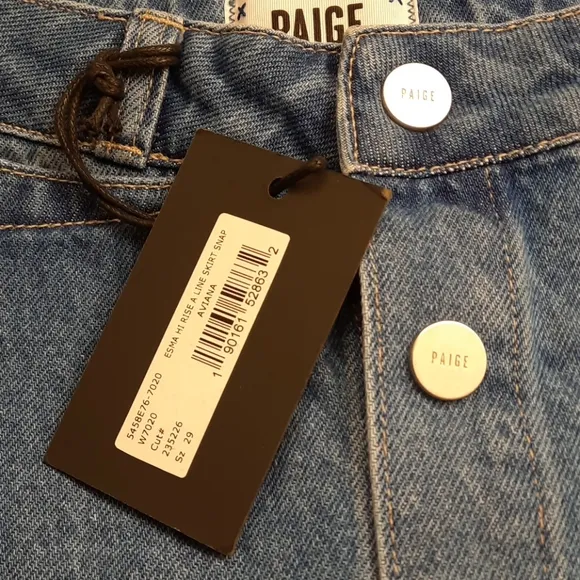 PAIGE
PAIGE
PAIGE
5458E76-7020
W7020
Cut#
235226
Sz 29
ESMA HI RISE A LINE SKIRT SNAP
AVIANA
1 90161 52863 2